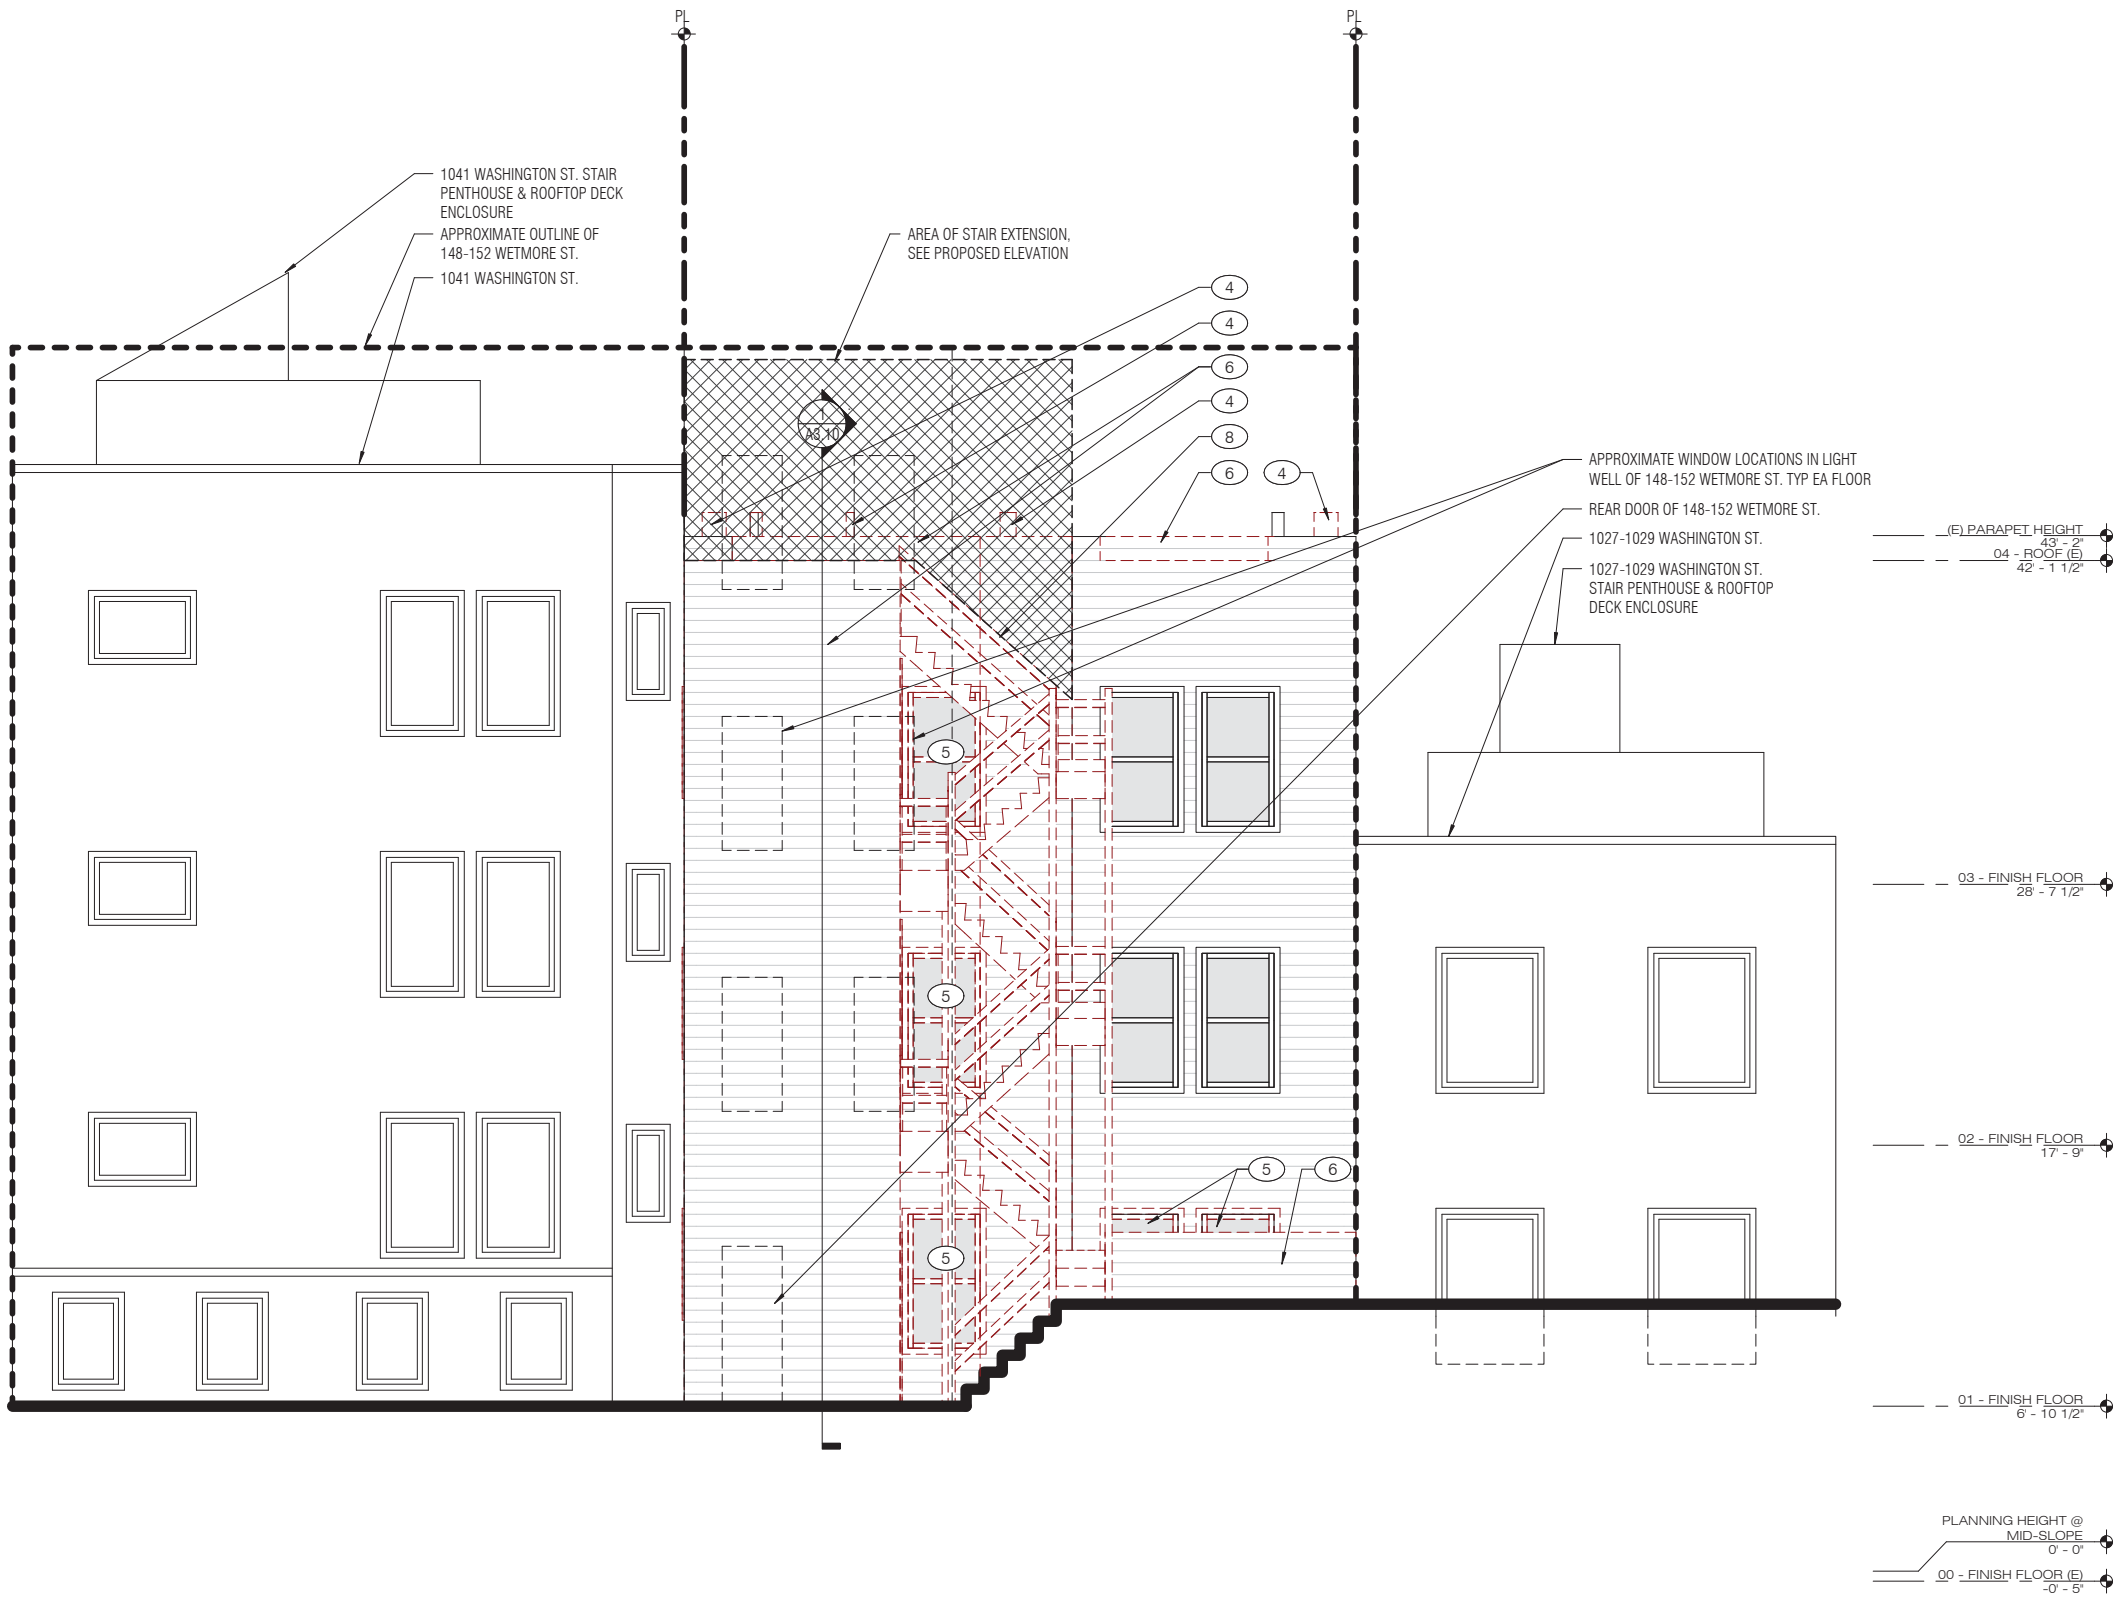 PL
PL
1041 WASHINGTON ST. STAIR
PENTHOUSE & ROOFTOP DECK
ENCLOSURE
APPROXIMATE OUTLINE OF
148-152 WETMORE ST.
1041 WASHINGTON ST.
AREA OF STAIR EXTENSION,
SEE PROPOSED ELEVATION
4
4
6
4
8
6
4
1
A3.10
APPROXIMATE WINDOW LOCATIONS IN LIGHT
WELL OF 148-152 WETMORE ST. TYP EA FLOOR
REAR DOOR OF 148-152 WETMORE ST.
1027-1029 WASHINGTON ST.
1027-1029 WASHINGTON ST.
STAIR PENTHOUSE & ROOFTOP
DECK ENCLOSURE
(E) PARAPET HEIGHT
43' - 2"
04 - ROOF (E)
42' - 1 1/2"
5
03 - FINISH FLOOR
28' - 7 1/2"
5
02 - FINISH FLOOR
17' - 9"
5
6
5
01 - FINISH FLOOR
6' - 10 1/2"
PLANNING HEIGHT @
MID-SLOPE
0' - 0"
00 - FINISH FLOOR (E)
-0' - 5"